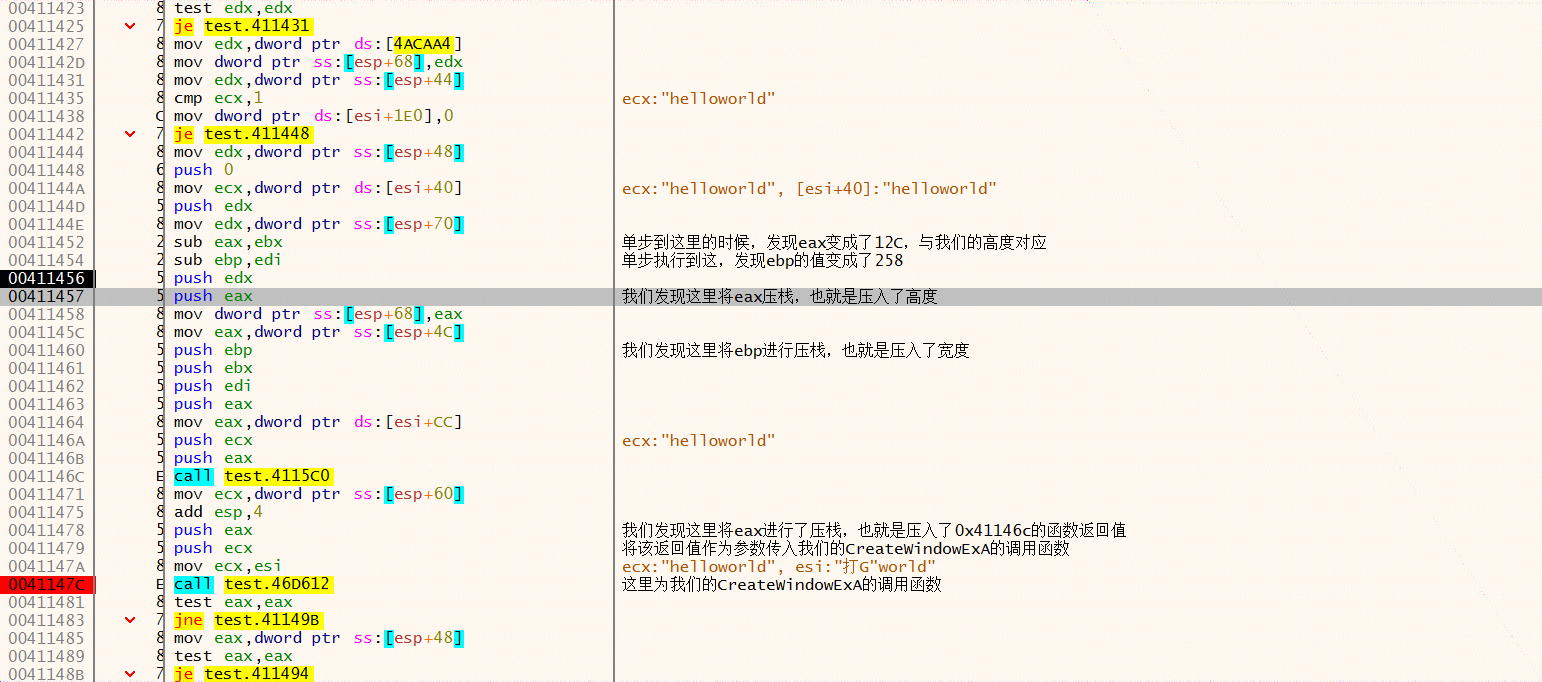 00411423 8 test edx,edx
00411425 7 je test.411431
00411427 8 mov edx,dword ptr ds:[4ACAA4]
0041142D 8 mov dword ptr ss:[esp+68],edx
00411431 8 mov edx,dword ptr ss:[esp+44]
00411435 8 cmp ecx,1 ecx:"helloworld"
00411438 C mov dword ptr ds:[esi+1E0],0
00411442 7 je test.411448
00411444 8 mov edx,dword ptr ss:[esp+48]
00411448 6 push 0
0041144A 8 mov ecx,dword ptr ds:[esi+40] ecx:"helloworld", [esi+40]:"helloworld"
0041144D 5 push edx
0041144E 8 mov edx,dword ptr ss:[esp+70]
00411452 2 sub eax,ebx 单步到这里的时候，发现eax变成了12C，与我们的高度对应
00411454 2 sub ebp,edi 单步执行到这，发现ebp的值变成了258
00411456 5 push edx
00411457 5 push eax 我们发现这里将eax压栈，也就是压入了高度
00411458 8 mov dword ptr ss:[esp+68],eax
0041145C 8 mov eax,dword ptr ss:[esp+4C]
00411460 5 push ebp 我们发现这里将ebp进行压栈，也就是压入了宽度
00411461 5 push ebx
00411462 5 push edi
00411463 5 push eax
00411464 8 mov eax,dword ptr ds:[esi+CC]
0041146A 5 push ecx ecx:"helloworld"
0041146B 5 push eax
0041146C E call test.4115C0
00411471 8 mov ecx,dword ptr ss:[esp+60]
00411475 8 add esp,4
00411478 5 push eax 我们发现这里将eax进行了压栈，也就是压入了0x41146c的函数返回值
00411479 5 push ecx 将该返回值作为参数传入我们的CreateWindowExA的调用函数
0041147A 8 mov ecx,esi ecx:"helloworld", esi:"打G"world"
0041147C E call test.46D612 这里为我们的CreateWindowExA的调用函数
00411481 8 test eax,eax
00411483 7 jne test.41149B
00411485 8 mov eax,dword ptr ss:[esp+48]
00411489 8 test eax,eax
0041148B 7 je test.411494